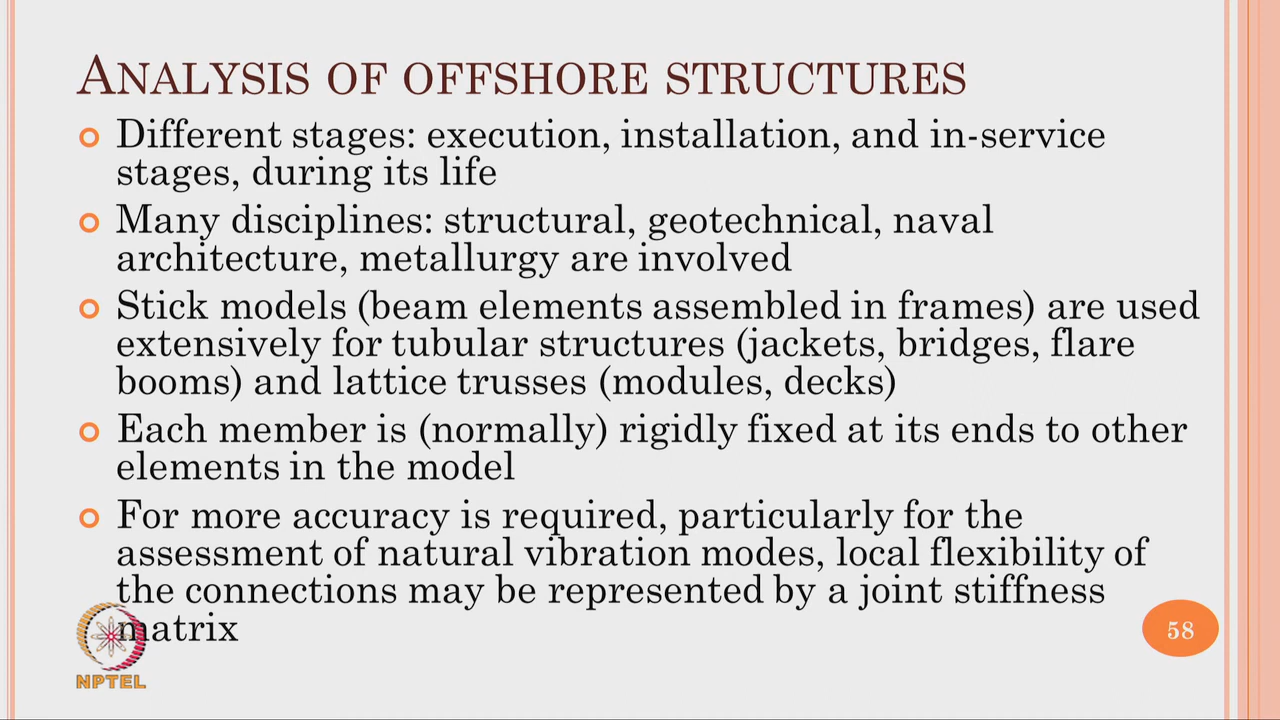 ANALYSIS OF OFFSHORE STRUCTURES
Different stages: execution, installation, and in-service
stages, during its life
Many disciplines: structural, geotechnical, naval
architecture, metallurgy are involved
Stick models (beam elements assembled in frames) are used
extensively for tubular structures (jackets, bridges, flare
booms) and lattice trusses (modules, decks)
Each member is (normally) rigidly fixed at its ends to other
elements in the model
For more accuracy is required, particularly for the
assessment of natural vibration modes, local flexibility of
the connections may be represented by a joint stiffness
matrix
58
NPTEL